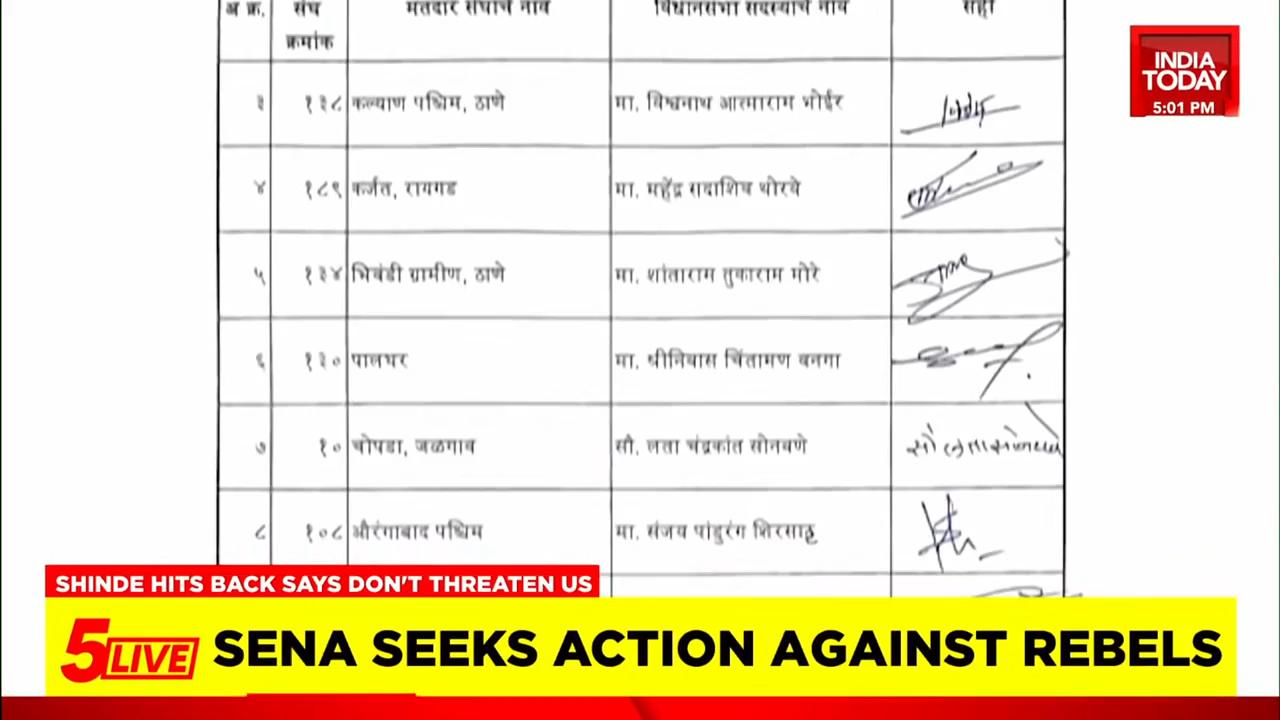 अ क्र. संघ मतदार संघाचे नाव विधानसभा सदस्याचे नाव सही
क्रमांक
३ १३८ कल्याण पश्चिम, ठाणे मा. विश्वनाथ आत्माराम भोईर
४ १८९ कर्जत, रायगड मा. महेंद्र सदाशिव थोरवे
५ १३४ भिवंडी ग्रामीण, ठाणे मा. शांताराम तुकाराम मोरे
६ १३० पालघर मा. श्रीनिवास चिंतामण वनगा
७ १० चोपडा, जळगाव सौ. लता चंद्रकांत सोनवणे
८ १०८ औरंगाबाद पश्चिम मा. संजय पांडुरंग शिरसाठ
INDIA
TODAY
5:01 PM
SHINDE HITS BACK SAYS DON'T THREATEN US
5LIVE SENA SEEKS ACTION AGAINST REBELS